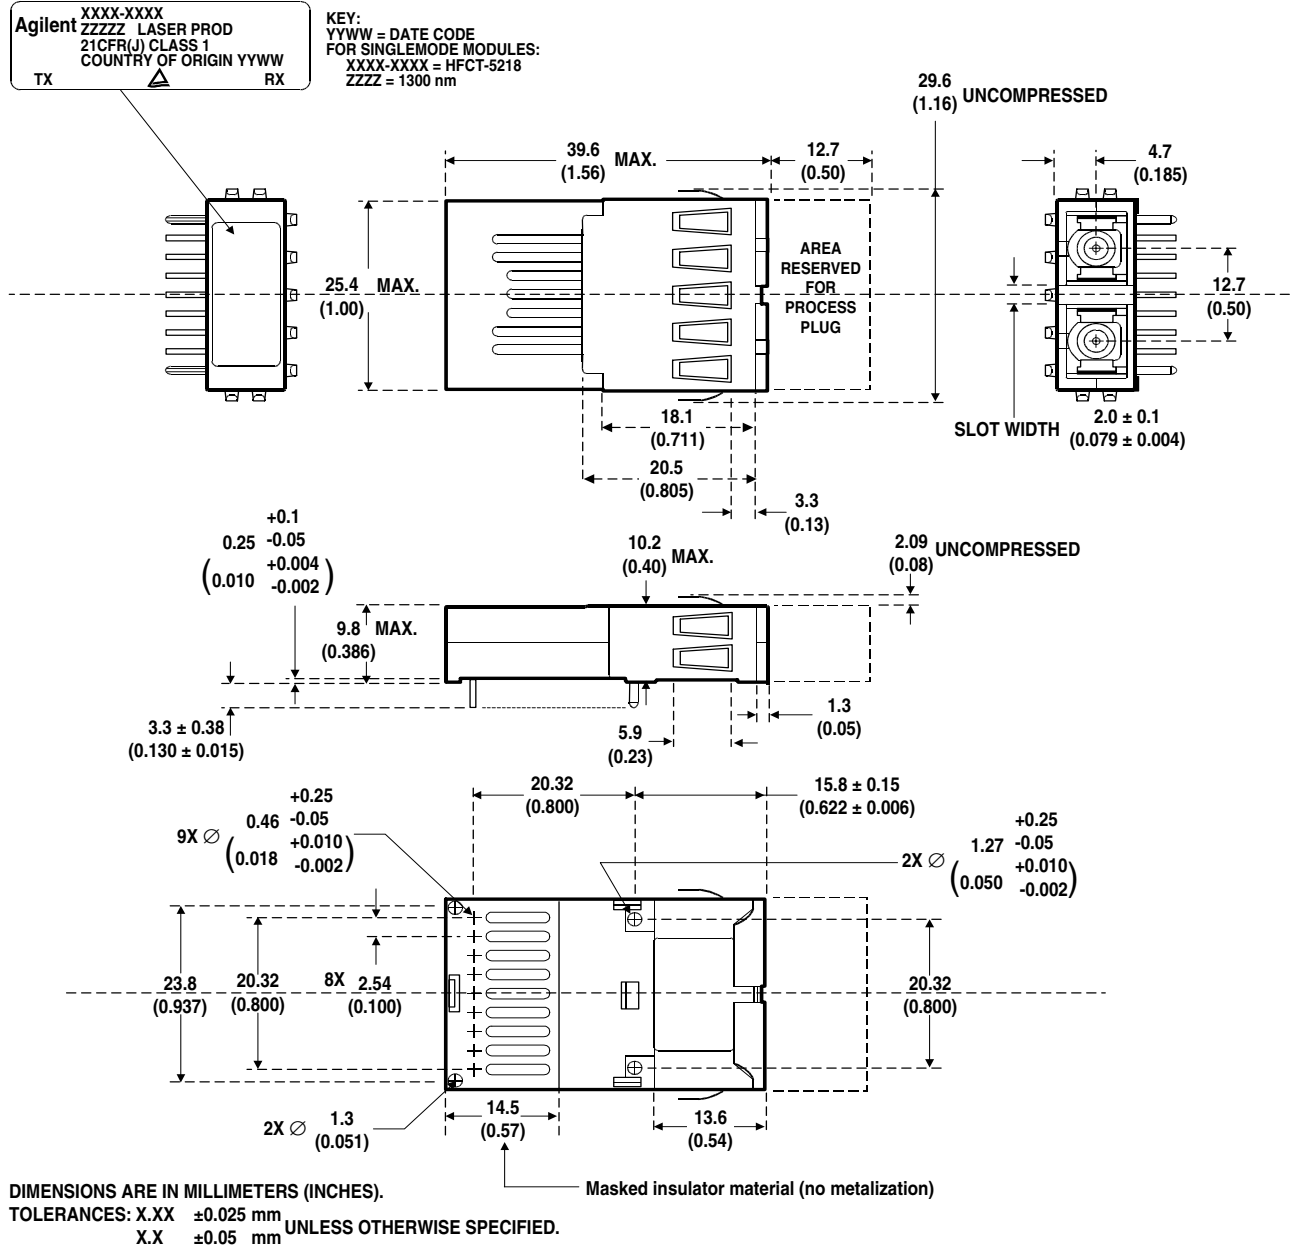 Agilent
XXXX-XXXX
ZZZZZ LASER PROD
21CFR(J) CLASS 1
COUNTRY OF ORIGIN YYWW
TX
RX
KEY:
YYWW = DATE CODE
FOR SINGLEMODE MODULES:
XXXX-XXXX = HFCT-5218
ZZZZ = 1300 nm
29.6
(1.16)
UNCOMPRESSED
39.6
(1.56)
MAX.
12.7
(0.50)
4.7
(0.185)
25.4
(1.00)
MAX.
AREA
RESERVED
FOR
PROCESS
PLUG
12.7
(0.50)
18.1
(0.711)
SLOT WIDTH
2.0 ± 0.1
(0.079 ± 0.004)
20.5
(0.805)
3.3
(0.13)
0.25 +0.1 -0.05
(0.010 +0.004 -0.002)
10.2
(0.40)
MAX.
2.09
(0.08)
UNCOMPRESSED
9.8
(0.386)
MAX.
3.3 ± 0.38
(0.130 ± 0.015)
5.9
(0.23)
1.3
(0.05)
20.32
(0.800)
15.8 ± 0.15
(0.622 ± 0.006)
9X ∅ 0.46 +0.25 -0.05
(0.018 +0.010 -0.002)
2X ∅ 1.27 +0.25 -0.05
(0.050 +0.010 -0.002)
23.8
(0.937)
20.32
(0.800)
8X 2.54
(0.100)
20.32
(0.800)
2X ∅ 1.3
(0.051)
14.5
(0.57)
13.6
(0.54)
Masked insulator material (no metalization)
DIMENSIONS ARE IN MILLIMETERS (INCHES).
TOLERANCES: X.XX ±0.025 mm
X.X ±0.05 mm
UNLESS OTHERWISE SPECIFIED.